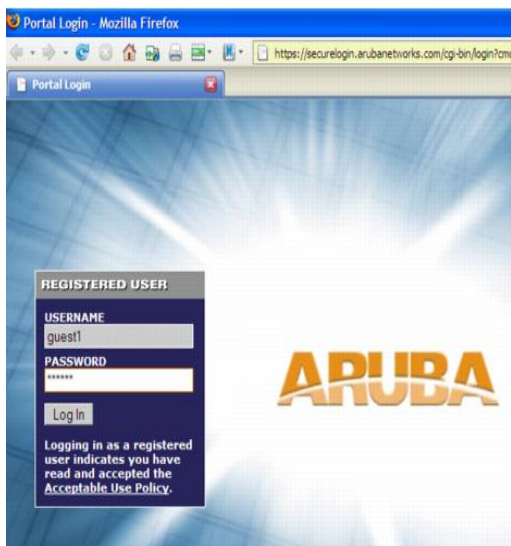 Portal Login - Mozilla Firefox
https://securelogin.arubanetworks.com/cgi-bin/login?cm
Portal Login
REGISTERED USER
USERNAME
guest1
PASSWORD
******
Log In
Logging in as a registered
user indicates you have
read and accepted the
Acceptable Use Policy.
ARUBA